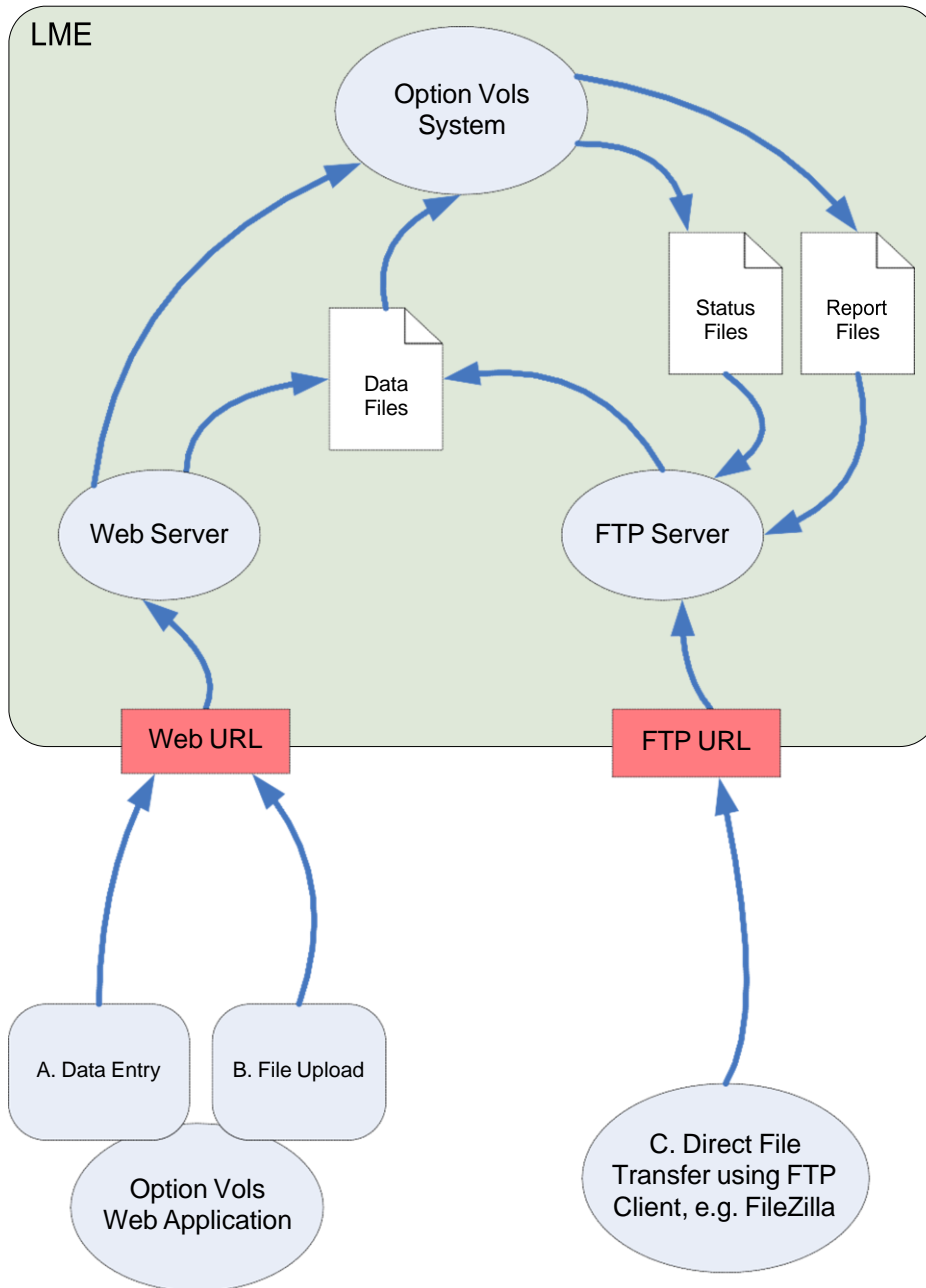 LME
Option Vols
System
Status
Files
Report
Files
Data
Files
Web Server
FTP Server
Web URL
FTP URL
A. Data Entry
B. File Upload
Option Vols
Web Application
C. Direct File
Transfer using FTP
Client, e.g. FileZilla